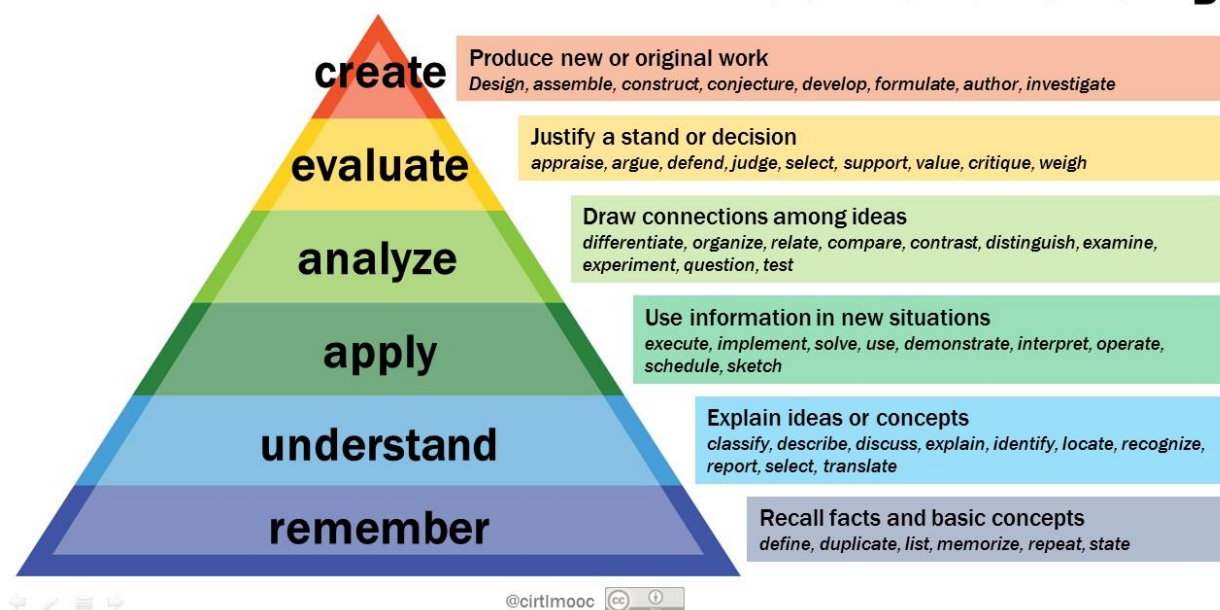 create
Produce new or original work
Design, assemble, construct, conjecture, develop, formulate, author, investigate
evaluate
Justify a stand or decision
appraise, argue, defend, judge, select, support, value, critique, weigh
analyze
Draw connections among ideas
differentiate, organize, relate, compare, contrast, distinguish, examine,
experiment, question, test
apply
Use information in new situations
execute, implement, solve, use, demonstrate, interpret, operate,
schedule, sketch
understand
Explain ideas or concepts
classify, describe, discuss, explain, identify, locate, recognize,
report, select, translate
remember
Recall facts and basic concepts
define, duplicate, list, memorize, repeat, state
@cirtlmooc
cc